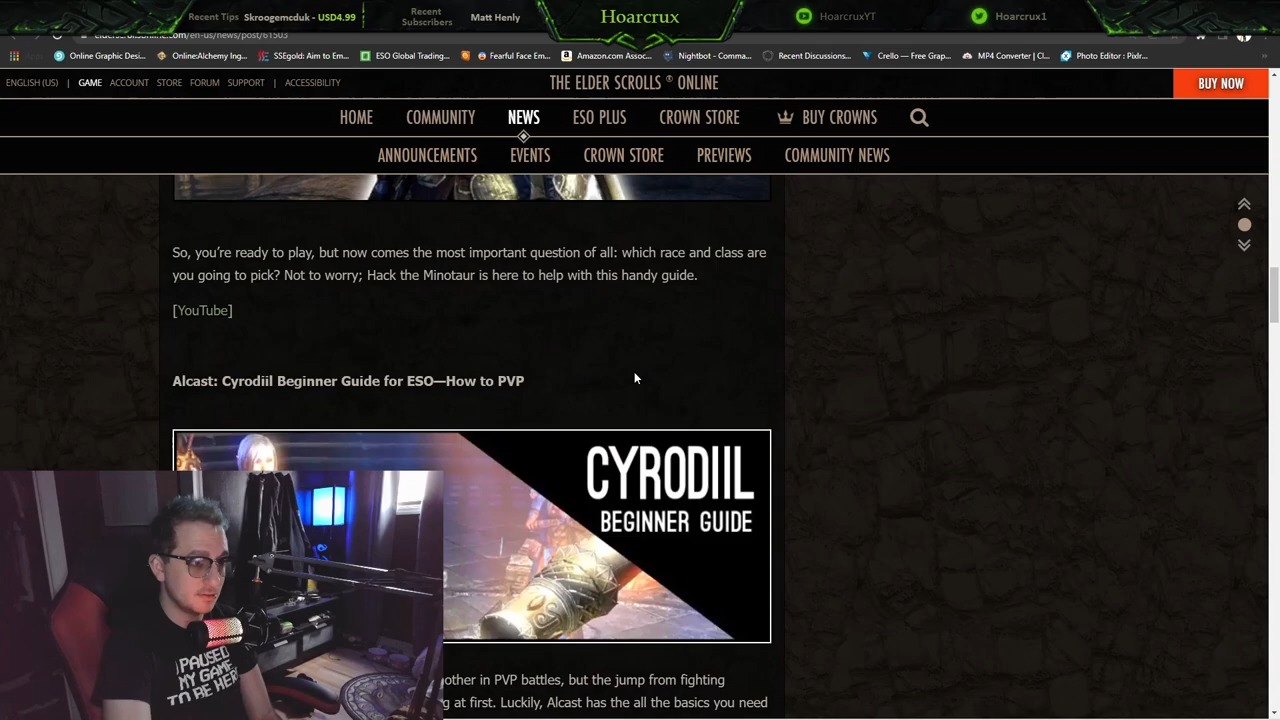 Recent Tips Skroogemcduk - USD4.99
Recent Subscribers Matt Henly
Hoarcrux
HoarcruxYT
Hoarcrux1
elderscrollsonline.com/en-us/news/post/61503
Online Graphic Desi...
OnlineAlchemy Ing...
SSEgold: Aim to Em...
ESO Global Trading...
Fearful Face Em...
Amazon.com Assoc...
Nightbot - Comma...
Recent Discussions...
Crello — Free Grap...
MP4 Converter | Cl...
Photo Editor : Pixlr...
ENGLISH (US) | GAME ACCOUNT STORE FORUM SUPPORT | ACCESSIBILITY
THE ELDER SCROLLS ® ONLINE
BUY NOW
HOME COMMUNITY NEWS ESO PLUS CROWN STORE BUY CROWNS
ANNOUNCEMENTS EVENTS CROWN STORE PREVIEWS COMMUNITY NEWS
So, you’re ready to play, but now comes the most important question of all: which race and class are
you going to pick? Not to worry; Hack the Minotaur is here to help with this handy guide.
[YouTube]
Alcast: Cyrodiil Beginner Guide for ESO—How to PVP
CYRODIIL
BEGINNER GUIDE
other in PVP battles, but the jump from fighting
g at first. Luckily, Alcast has the all the basics you need
I PAUSED
MY GAME
TO BE HERE